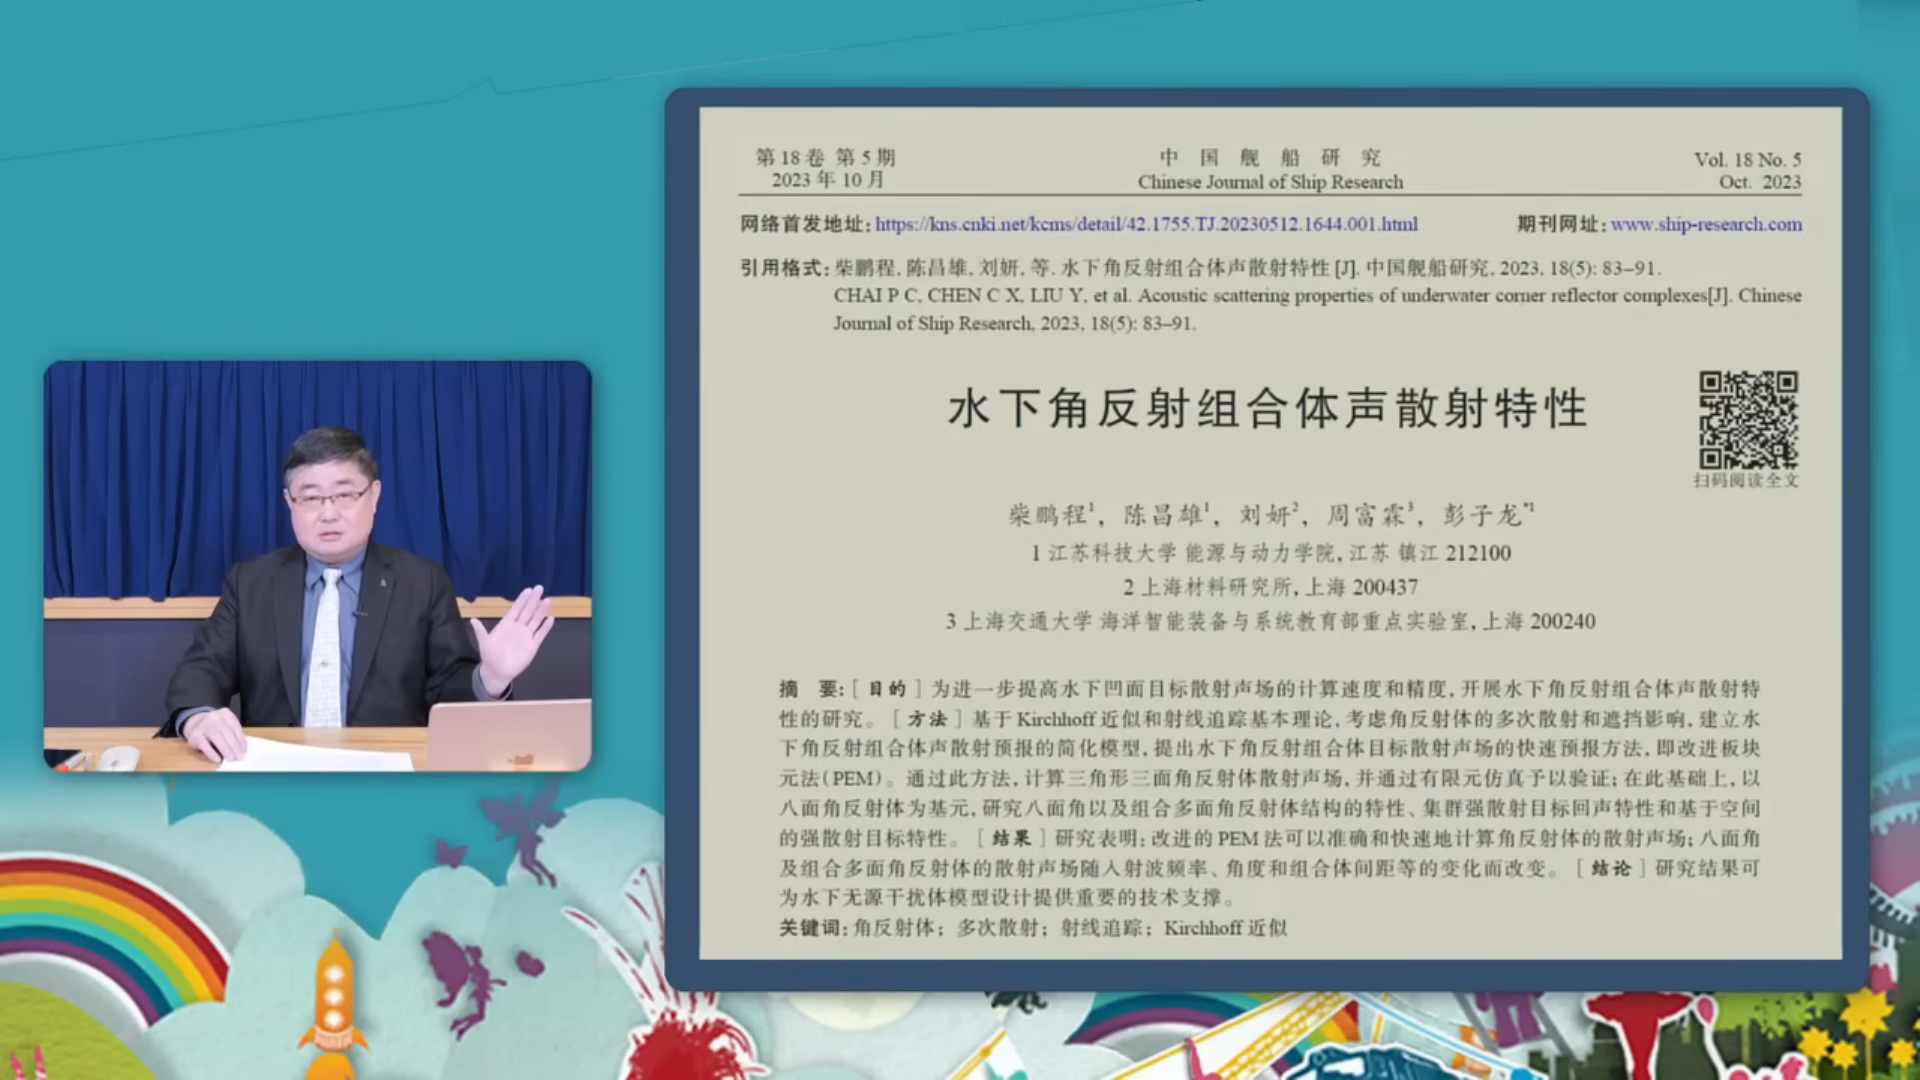 第 18 卷 第 5 期
中 国 舰 船 研 究
Vol. 18 No. 5
2023 年 10 月
Chinese Journal of Ship Research
Oct. 2023
网络首发地址：https://kns.cnki.net/kcms/detail/42.1755.TJ.20230512.1644.001.html
期刊网址：www.ship-research.com
引用格式：柴鹏程, 陈昌雄, 刘妍, 等. 水下角反射组合体声散射特性 [J]. 中国舰船研究, 2023, 18(5): 83–91.
CHAI P C, CHEN C X, LIU Y, et al. Acoustic scattering properties of underwater corner reflector complexes[J]. Chinese
Journal of Ship Research, 2023, 18(5): 83–91.
水下角反射组合体声散射特性
扫码阅读全文
柴鹏程1，陈昌雄1，刘妍2，周富霖3，彭子龙*1
1 江苏科技大学 能源与动力学院, 江苏 镇江 212100
2 上海材料研究所, 上海 200437
3 上海交通大学 海洋智能装备与系统教育部重点实验室, 上海 200240
摘 要：[目的] 为进一步提高水下凹面目标散射声场的计算速度和精度, 开展水下角反射组合体声散射特
性的研究。[方法] 基于 Kirchhoff 近似和射线追踪基本理论, 考虑角反射体的多次散射和遮挡影响, 建立水
下角反射组合体声散射预报的简化模型, 提出水下角反射组合体目标散射声场的快速预报方法, 即改进板块
元法(PEM)。通过此方法, 计算三角形三面角反射体散射声场, 并通过有限元仿真予以验证; 在此基础上, 以
八面角反射体为基元, 研究八面角以及组合多面角反射体结构的特性、集群强散射目标回声特性和基于空间
的强散射目标特性。[结果] 研究表明: 改进的 PEM 法可以准确和快速地计算角反射体的散射声场; 八面角
及组合多面角反射体的散射声场随入射波频率、角度和组合体间距等的变化而改变。[结论] 研究结果可
为水下无源干扰体模型设计提供重要的技术支撑。
关键词：角反射体；多次散射；射线追踪；Kirchhoff 近似